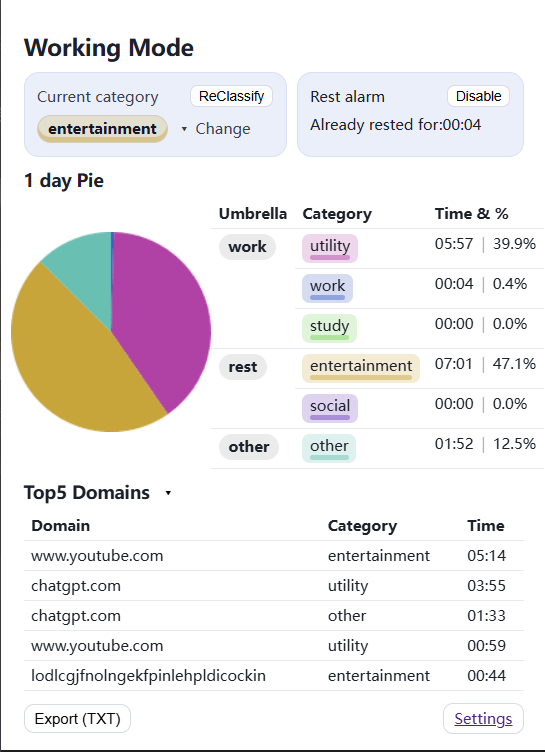 Working Mode
Current category ReClassify
entertainment ▾ Change
Rest alarm Disable
Already rested for:00:04
1 day Pie
Umbrella Category Time & %
work utility 05:57 | 39.9%
work 00:04 | 0.4%
study 00:00 | 0.0%
rest entertainment 07:01 | 47.1%
social 00:00 | 0.0%
other other 01:52 | 12.5%
Top5 Domains ▾
Domain Category Time
www.youtube.com entertainment 05:14
chatgpt.com utility 03:55
chatgpt.com other 01:33
www.youtube.com utility 00:59
lodlcgjfnolngekfpinlehpldicockin entertainment 00:44
Export (TXT) Settings